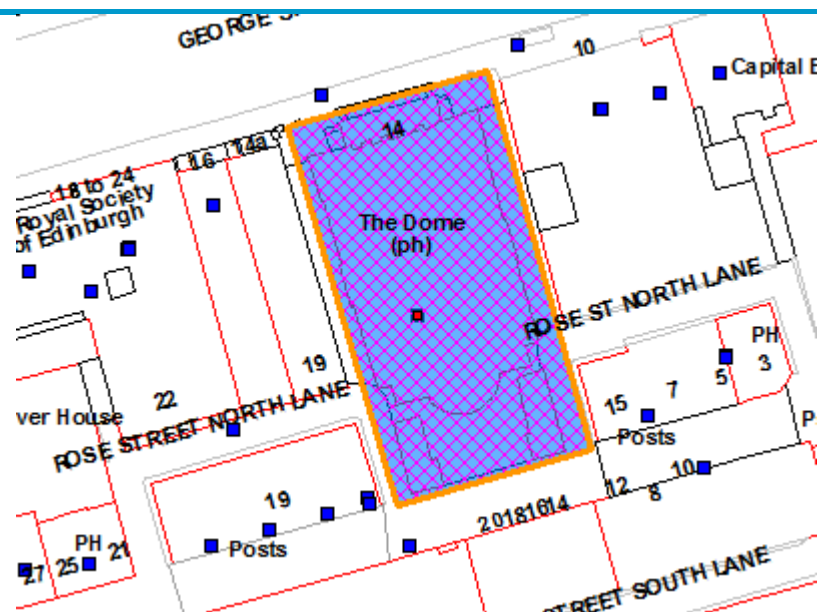 GEORGE S
10
Capital E
14
14a
16
18 to 24
Royal Society
of Edinburgh
The Dome
(ph)
ROSE ST NORTH LANE
PH
3
5
7
15
19
22
ROSE STREET NORTH LANE
ver House
Posts
P
10
8
12
2018161414
19
Posts
PH
21
25
27
STREET SOUTH LANE